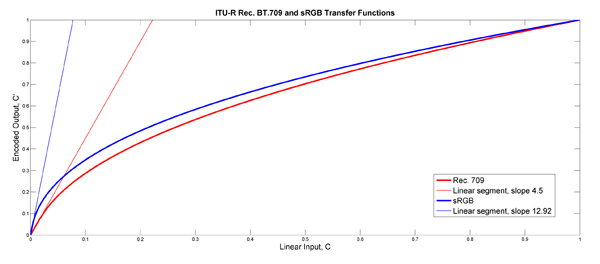 ITU-R Rec. BT.709 and sRGB Transfer Functions
1
0.9
0.8
0.7
0.6
0.5
0.4
0.3
0.2
0.1
0
Encoded Output, C'
Rec. 709
Linear segment, slope 4.5
sRGB
Linear segment, slope 12.92
0 0.1 0.2 0.3 0.4 0.5 0.6 0.7 0.8 0.9 1
Linear Input, C